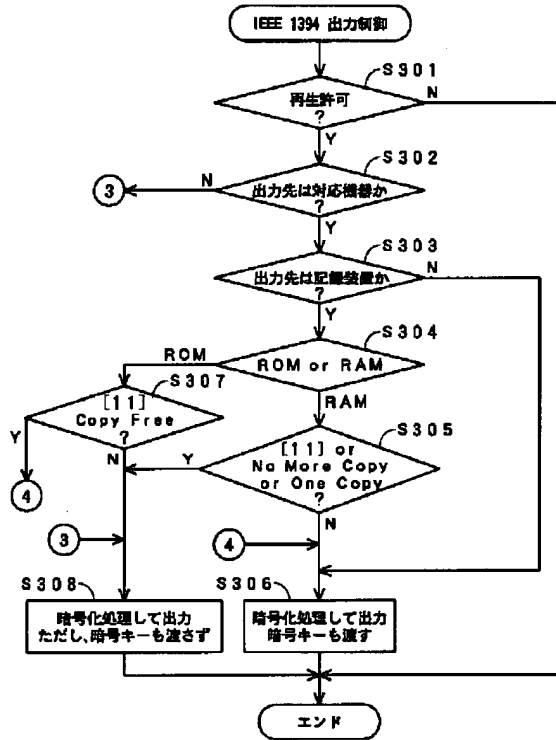 IEEE 1394 出力制御
S301
再生許可
?
N
Y
S302
N
出力先は対応機器か
?
3
Y
S303
出力先は記録装置か
?
N
Y
S304
ROM
ROM or RAM
S307
[11]
Copy Free
?
RAM
S305
Y
N
Y
[11] or
No More Copy
or One Copy
?
4
N
3
4
S308
S306
暗号化処理して出力
ただし、暗号キーも渡さず
暗号化処理して出力
暗号キーも渡す
エンド